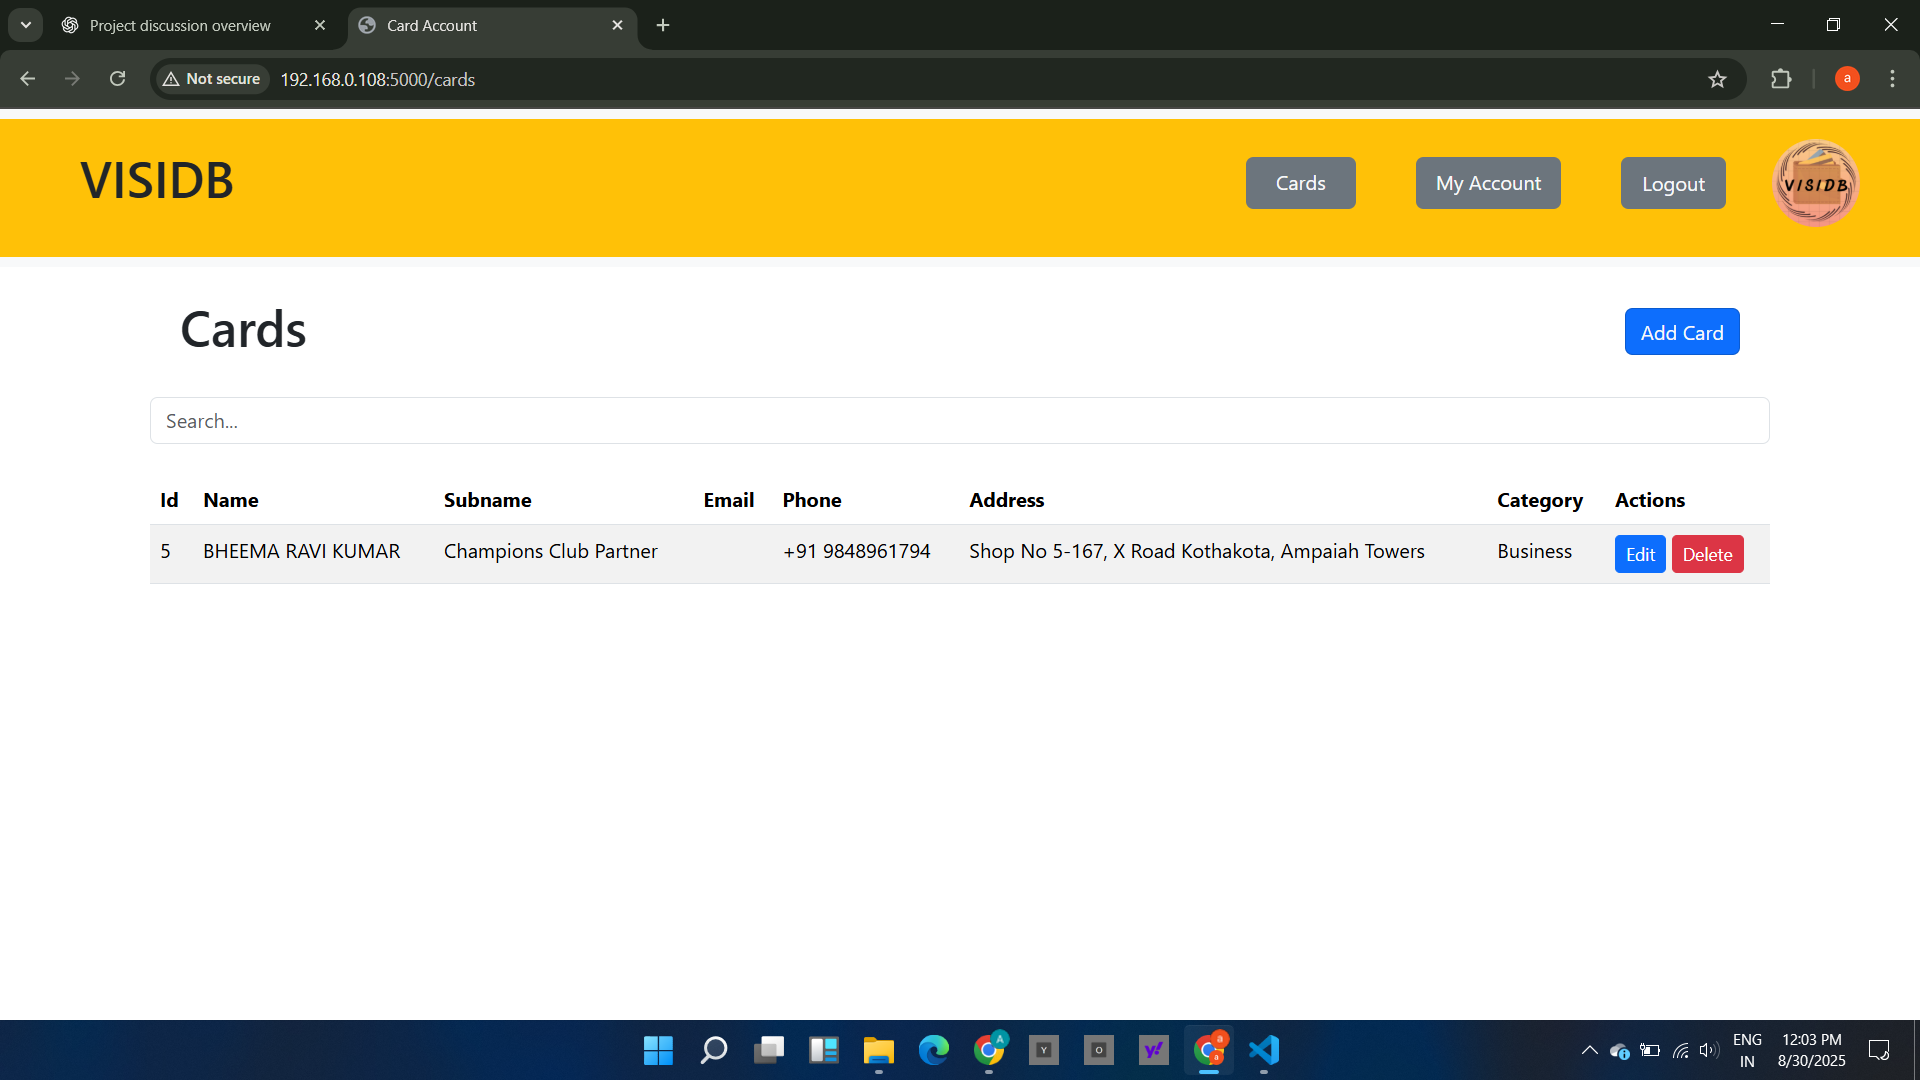 Project discussion overview
Card Account
Not secure
192.168.0.108:5000/cards
a
VISIDB
Cards
My Account
Logout
VISIDB
Cards
Add Card
Search...
Id Name Subname Email Phone Address Category Actions
5 BHEEMA RAVI KUMAR Champions Club Partner +91 9848961794 Shop No 5-167, X Road Kothakota, Ampaiah Towers Business Edit Delete
A
Y
O
y!
a
a
ENG
IN
12:03 PM
8/30/2025